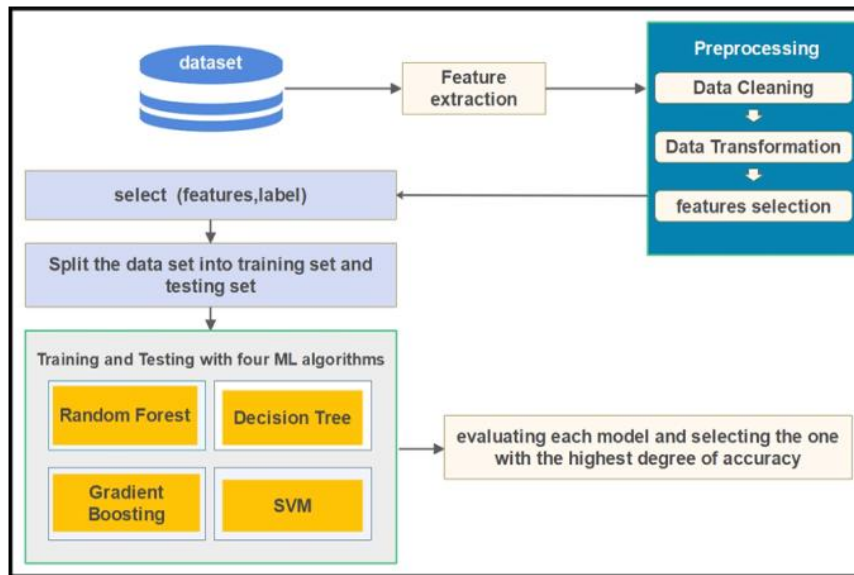 dataset
Feature
extraction
Preprocessing
Data Cleaning
Data Transformation
features selection
select (features,label)
Split the data set into training set and
testing set
Training and Testing with four ML algorithms
Random Forest
Decision Tree
Gradient
Boosting
SVM
evaluating each model and selecting the one
with the highest degree of accuracy